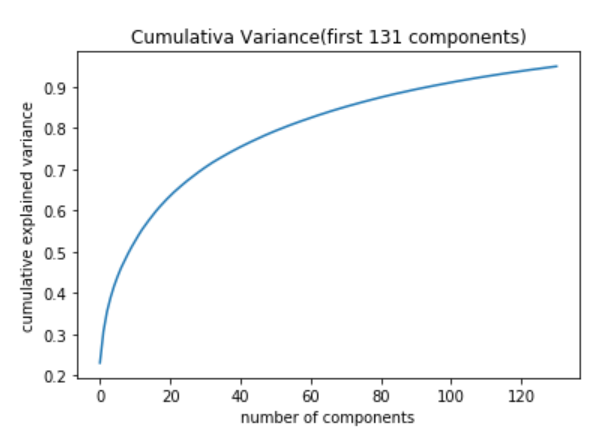 Cumulativa Variance(first 131 components)
cumulative explained variance
0.9
0.8
0.7
0.6
0.5
0.4
0.3
0.2
0 20 40 60 80 100 120
number of components